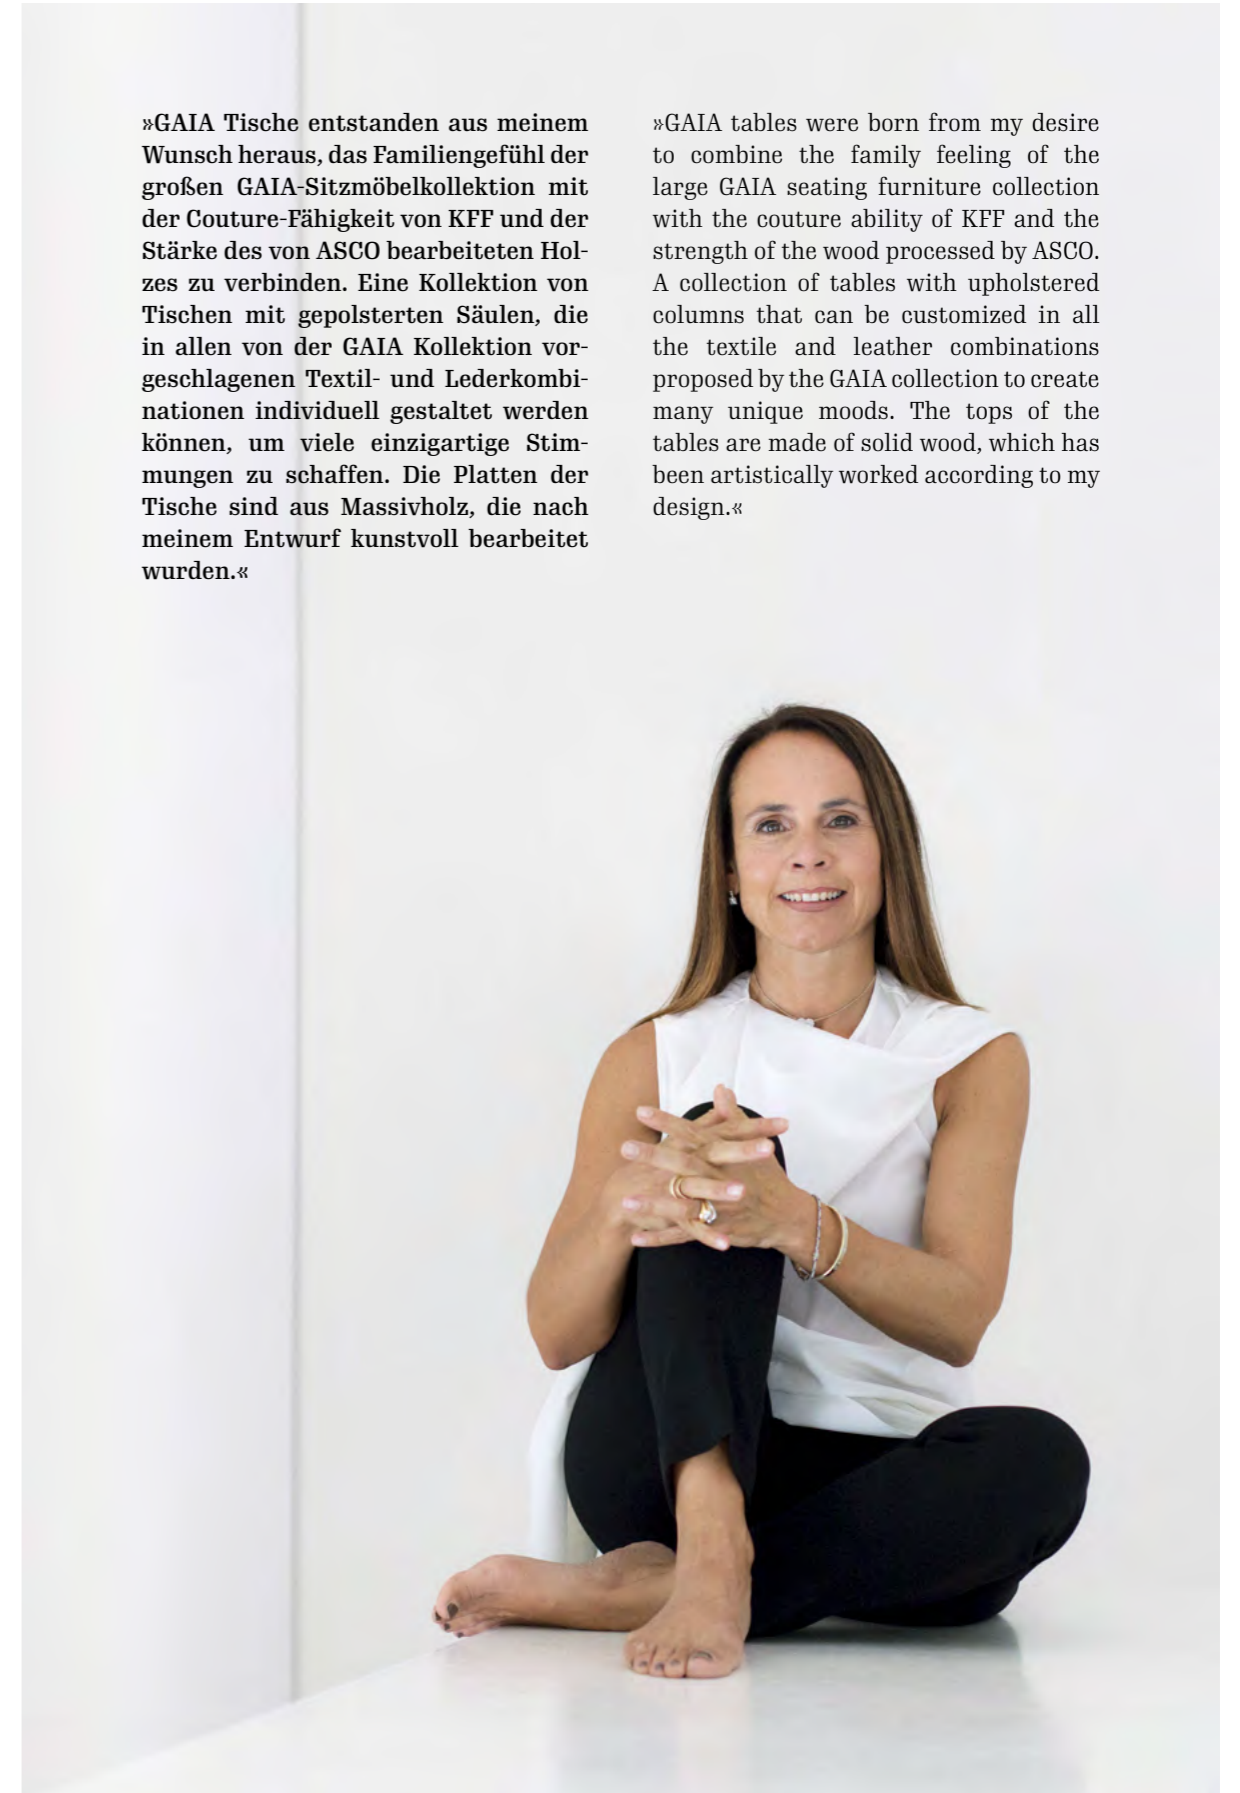 »GAIA Tische entstanden aus meinem
Wunsch heraus, das Familiengefühl der
großen GAIA-Sitzmöbelkollektion mit
der Couture-Fähigkeit von KFF und der
Stärke des von ASCO bearbeiteten Hol-
zes zu verbinden. Eine Kollektion von
Tischen mit gepolsterten Säulen, die
in allen von der GAIA Kollektion vor-
geschlagenen Textil- und Lederkombi-
nationen individuell gestaltet werden
können, um viele einzigartige Stim-
mungen zu schaffen. Die Platten der
Tische sind aus Massivholz, die nach
meinem Entwurf kunstvoll bearbeitet
wurden.«
»GAIA tables were born from my desire
to combine the family feeling of the
large GAIA seating furniture collection
with the couture ability of KFF and the
strength of the wood processed by ASCO.
A collection of tables with upholstered
columns that can be customized in all
the textile and leather combinations
proposed by the GAIA collection to create
many unique moods. The tops of the
tables are made of solid wood, which has
been artistically worked according to my
design.«